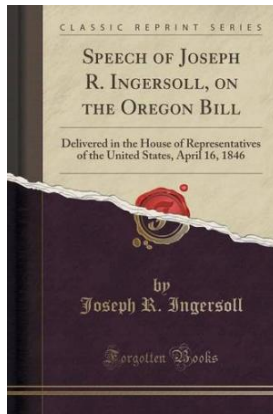 CLASSIC REPRINT SERIES
SPEECH OF JOSEPH
R. INGERSOLL, ON
THE OREGON BILL
Delivered in the House of Representatives
of the United States, April 16, 1846
by
Joseph R. Ingersoll
Forgotten Books